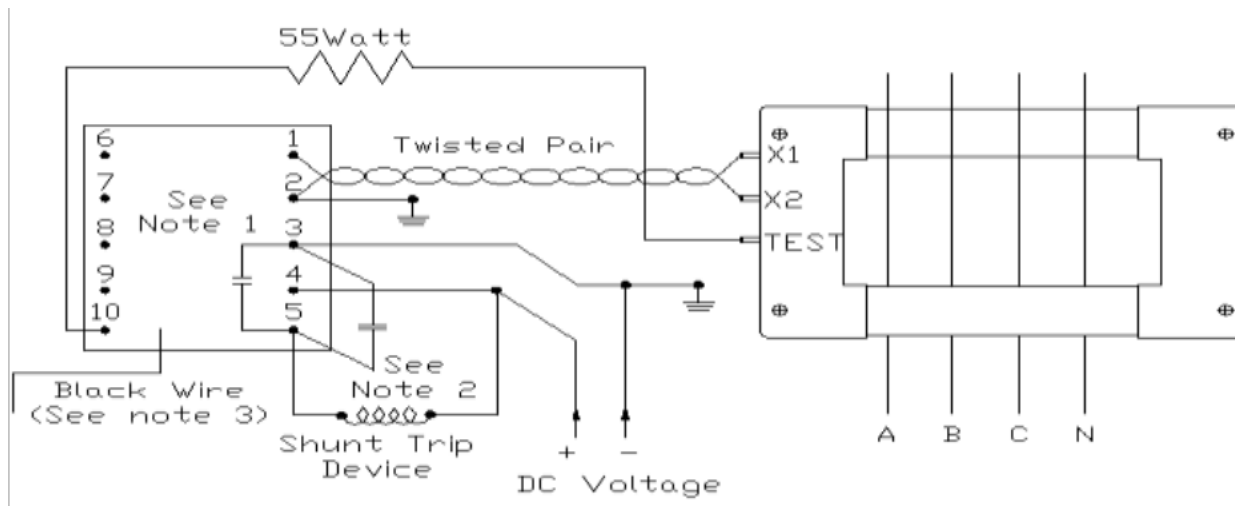 55Watt
6
1
Twisted Pair
X1
7
2
X2
See
Note 1
8
3
TEST
9
4
10
5
See
Note 2
Black Wire
(See note 3)
Shunt Trip
Device
+
-
DC Voltage
A
B
C
N